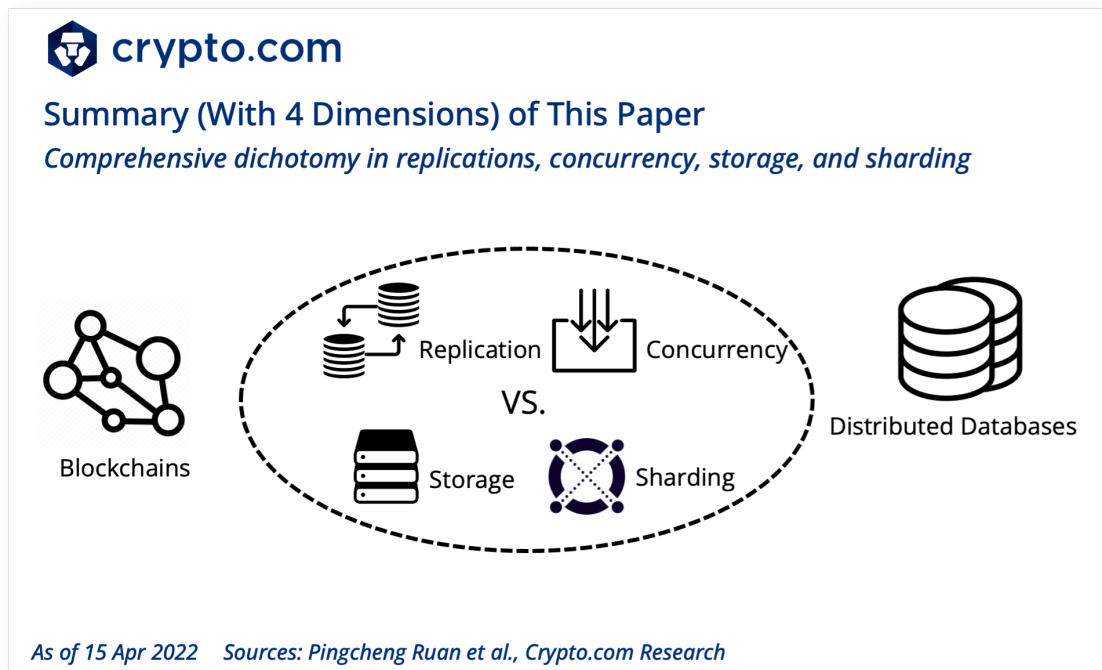 crypto.com
Summary (With 4 Dimensions) of This Paper
Comprehensive dichotomy in replications, concurrency, storage, and sharding
Replication
Concurrency
VS.
Distributed Databases
Blockchains
Storage
Sharding
As of 15 Apr 2022 Sources: Pingcheng Ruan et al., Crypto.com Research